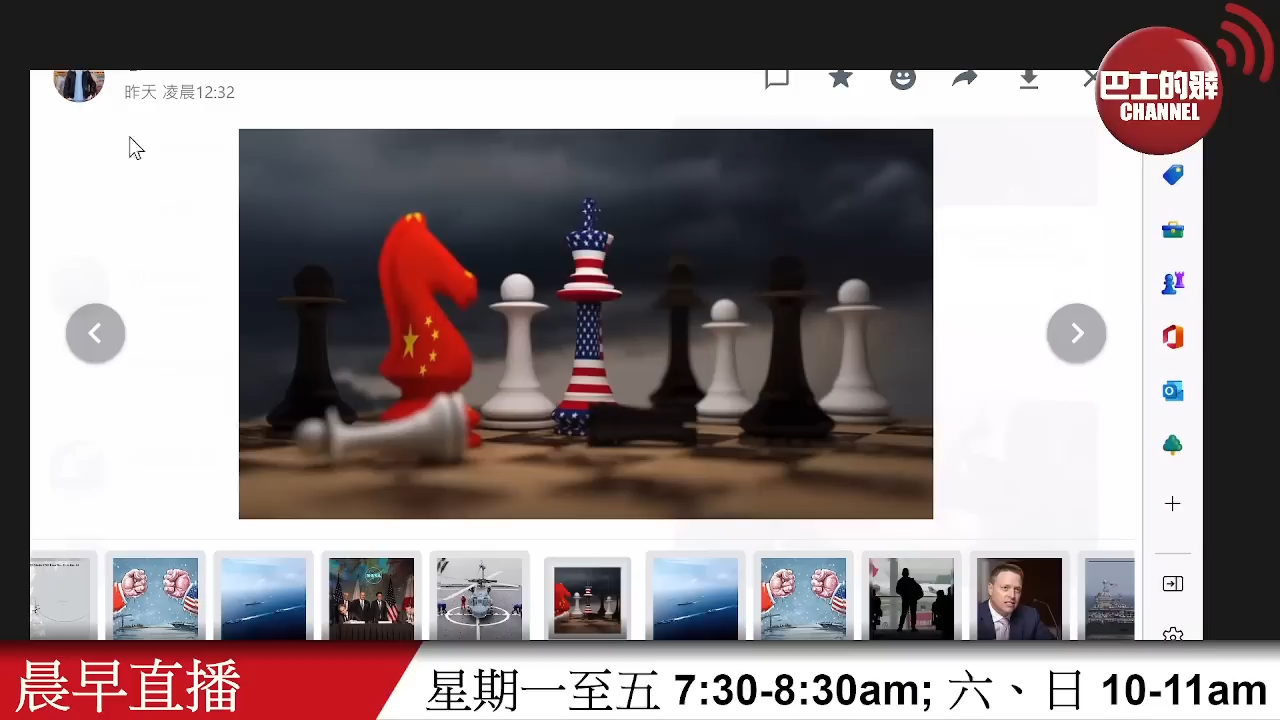 昨天 凌晨12:32
巴士的報
CHANNEL
晨早直播
星期一至五 7:30-8:30am; 六、日 10-11am